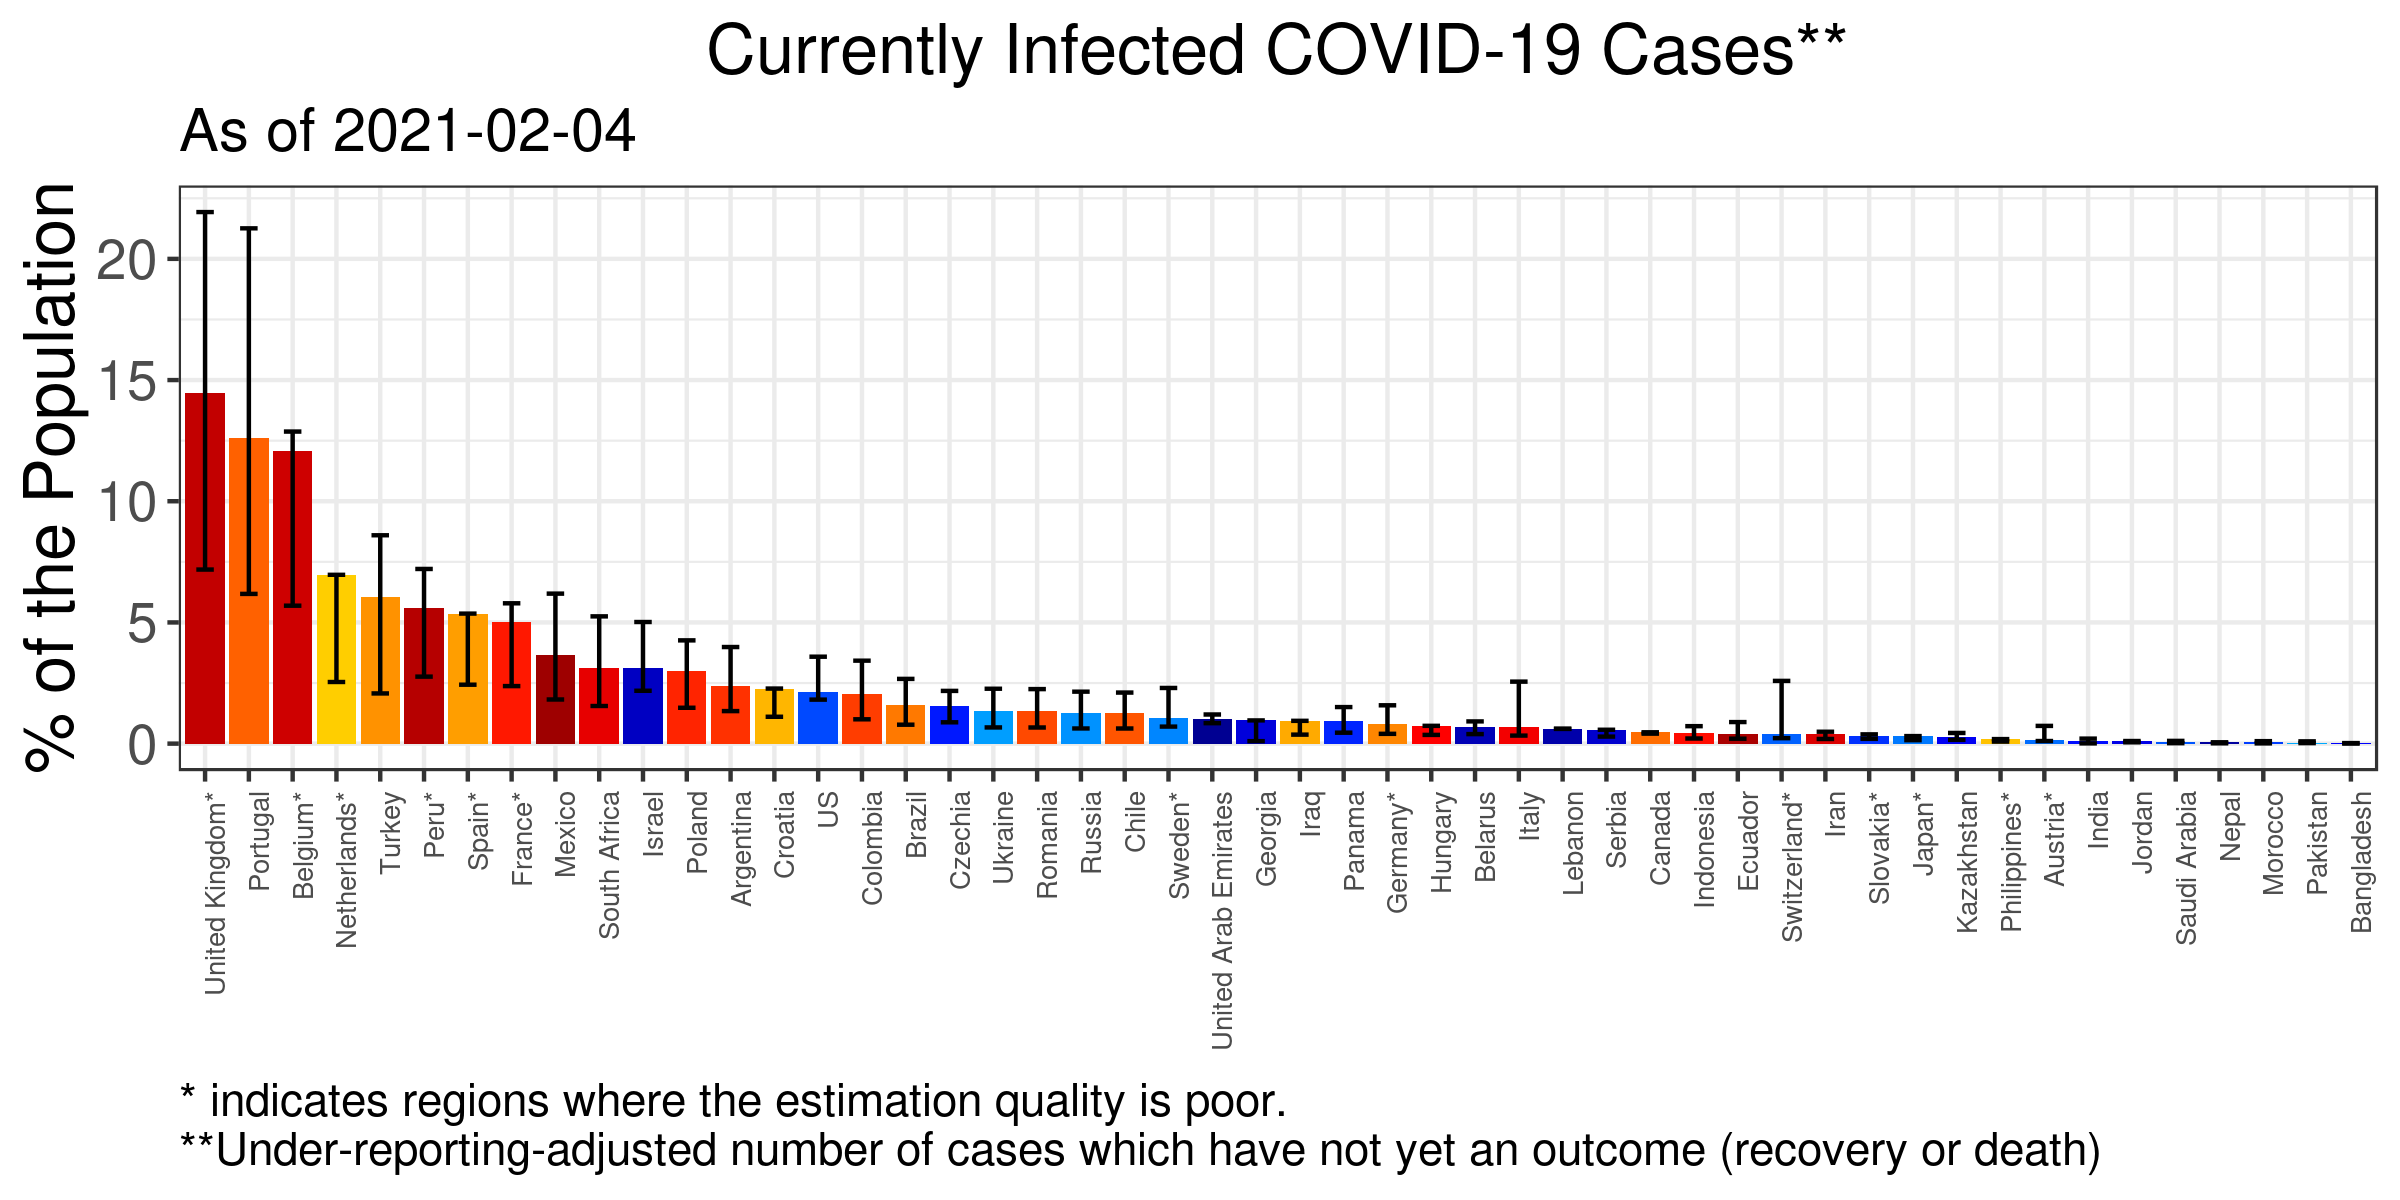 Currently Infected COVID-19 Cases**
As of 2021-02-04
% of the Population
20
15
10
5
0
United Kingdom*
Portugal
Belgium*
Netherlands*
Turkey
Peru*
Spain*
France*
Mexico
South Africa
Israel
Poland
Argentina
Croatia
US
Colombia
Brazil
Czechia
Ukraine
Romania
Russia
Chile
Sweden*
United Arab Emirates
Georgia
Iraq
Panama
Germany*
Hungary
Belarus
Italy
Lebanon
Serbia
Canada
Indonesia
Ecuador
Switzerland*
Iran
Slovakia*
Japan*
Kazakhstan
Philippines*
Austria*
India
Jordan
Saudi Arabia
Nepal
Morocco
Pakistan
Bangladesh
* indicates regions where the estimation quality is poor.
**Under-reporting-adjusted number of cases which have not yet an outcome (recovery or death)